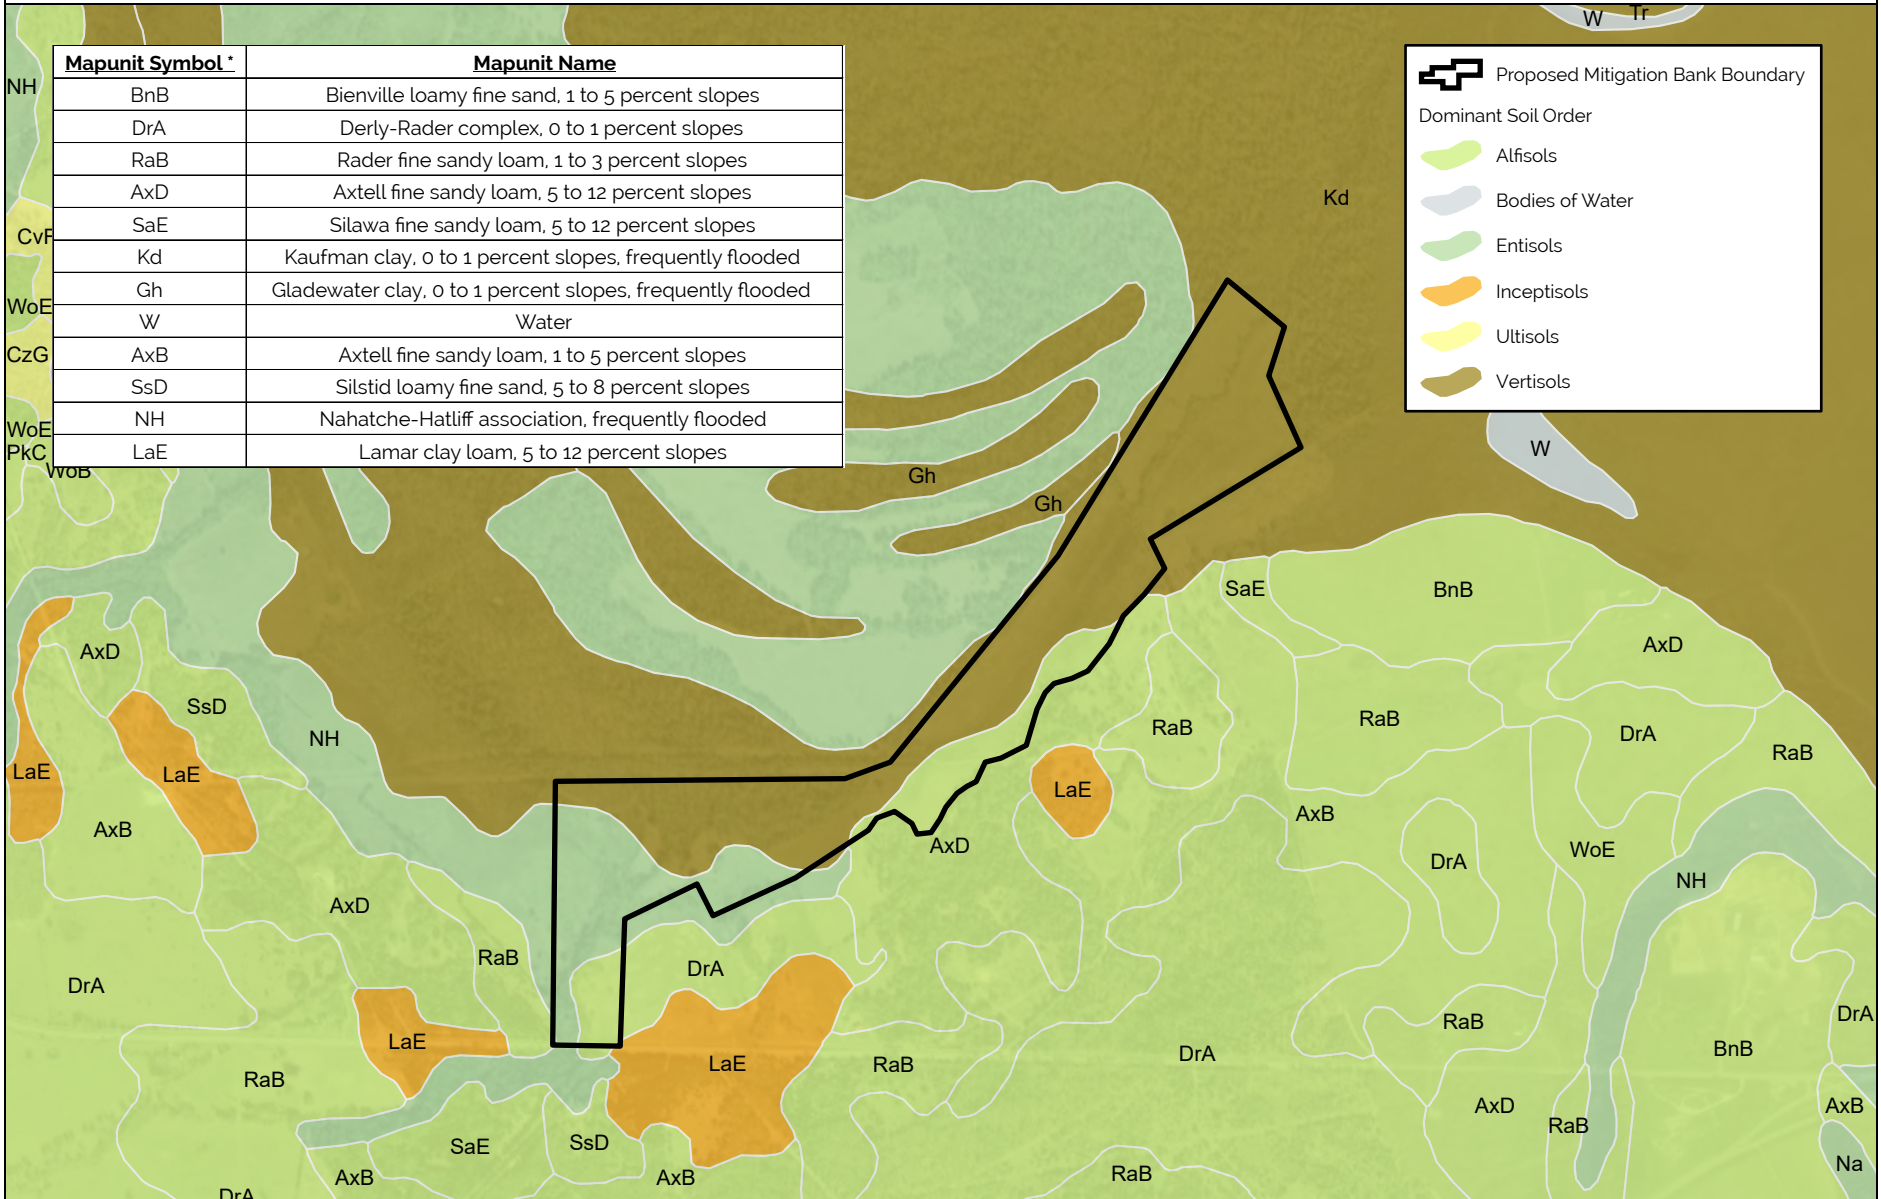 Mapunit Symbol * Mapunit Name
BnB Bienville loamy fine sand, 1 to 5 percent slopes
DrA Derly-Rader complex, 0 to 1 percent slopes
RaB Rader fine sandy loam, 1 to 3 percent slopes
AxD Axtell fine sandy loam, 5 to 12 percent slopes
SaE Silawa fine sandy loam, 5 to 12 percent slopes
Kd Kaufman clay, 0 to 1 percent slopes, frequently flooded
Gh Gladewater clay, 0 to 1 percent slopes, frequently flooded
W Water
AxB Axtell fine sandy loam, 1 to 5 percent slopes
SsD Silstid loamy fine sand, 5 to 8 percent slopes
NH Nahatche-Hatliff association, frequently flooded
LaE Lamar clay loam, 5 to 12 percent slopes
Proposed Mitigation Bank Boundary
Dominant Soil Order
Alfisols
Bodies of Water
Entisols
Inceptisols
Ultisols
Vertisols
W
Tr
NH
Kd
CvF
WoE
CzG
WoE
PkC
WoB
W
Gh
Gh
SaE
BnB
AxD
AxD
SsD
NH
RaB
RaB
DrA
RaB
LaE
LaE
LaE
AxB
AxB
AxD
WoE
DrA
NH
AxD
RaB
DrA
DrA
RaB
DrA
LaE
LaE
RaB
DrA
BnB
RaB
AxD
RaB
AxB
SaE
SsD
AxB
AxB
RaB
Na
DrA